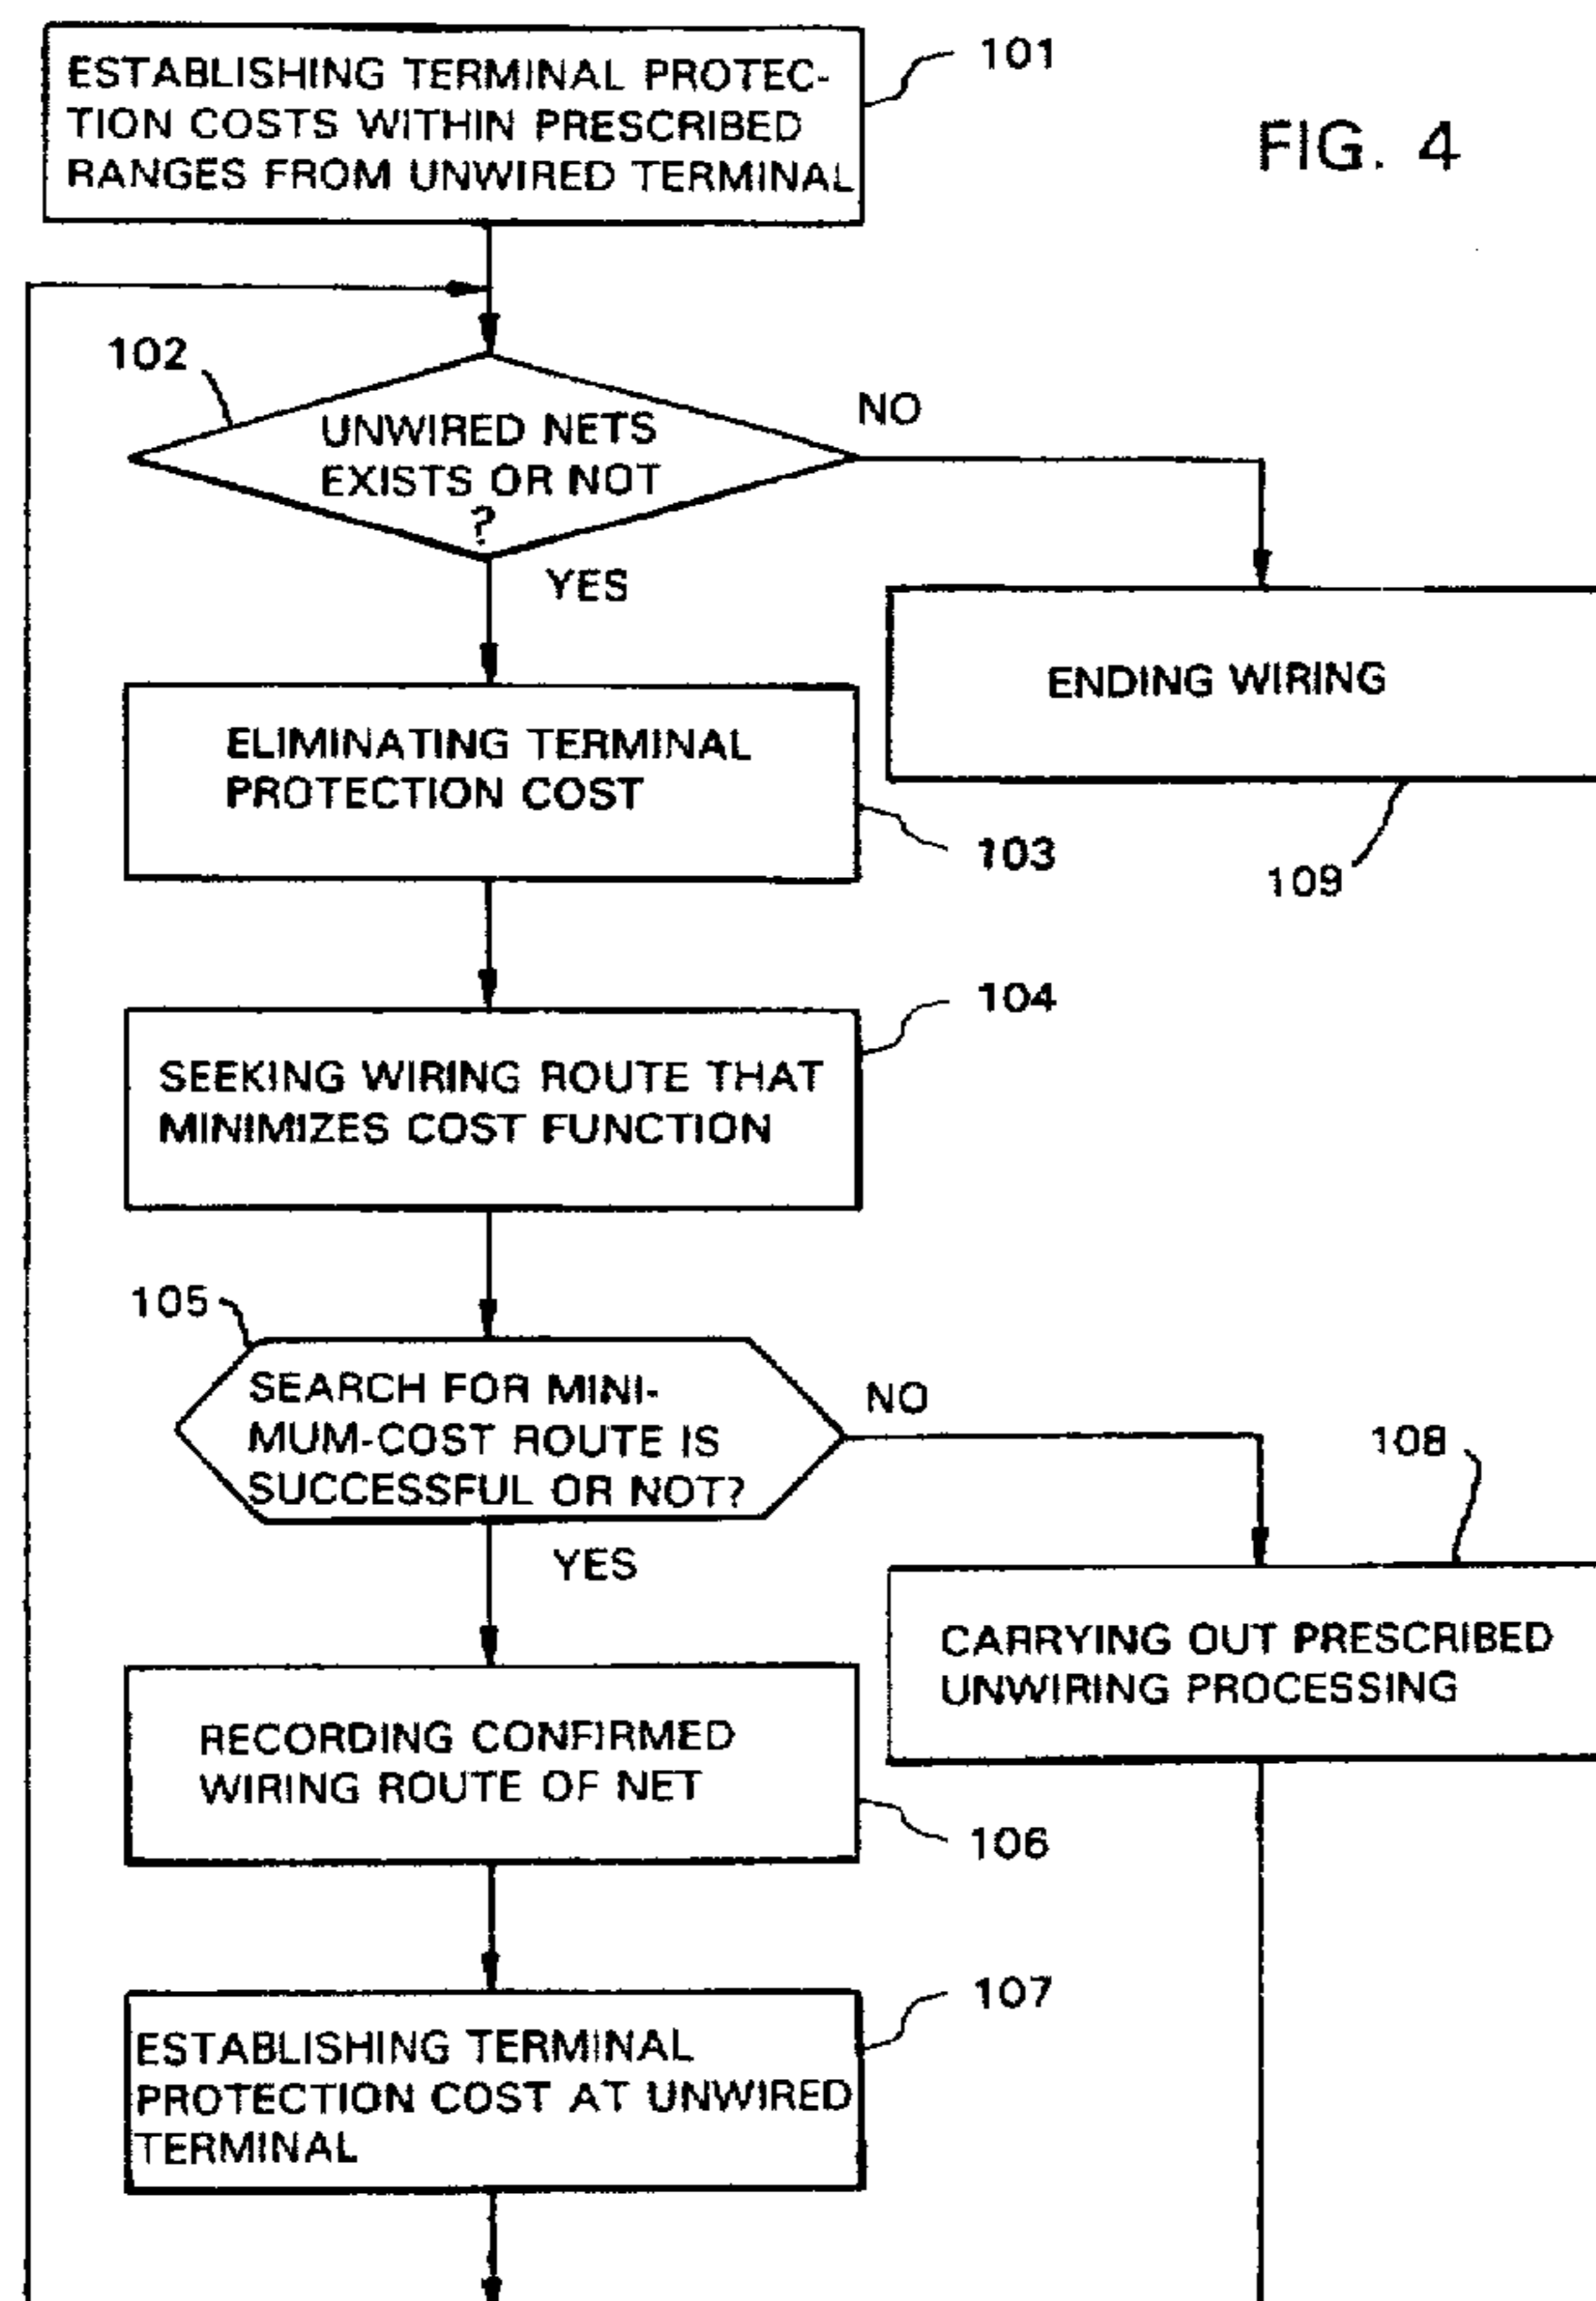 101
ESTABLISHING TERMINAL PROTEC-
TION COSTS WITHIN PRESCRIBED
RANGES FROM UNWIRED TERMINAL
FIG. 4
102
UNWIRED NETS
EXISTS OR NOT
?
NO
YES
ENDING WIRING
109
ELIMINATING TERMINAL
PROTECTION COST
103
104
SEEKING WIRING ROUTE THAT
MINIMIZES COST FUNCTION
105
SEARCH FOR MINI-
MUM-COST ROUTE IS
SUCCESSFUL OR NOT?
NO
YES
108
CARRYING OUT PRESCRIBED
UNWIRING PROCESSING
RECORDING CONFIRMED
WIRING ROUTE OF NET
106
107
ESTABLISHING TERMINAL
PROTECTION COST AT UNWIRED
TERMINAL